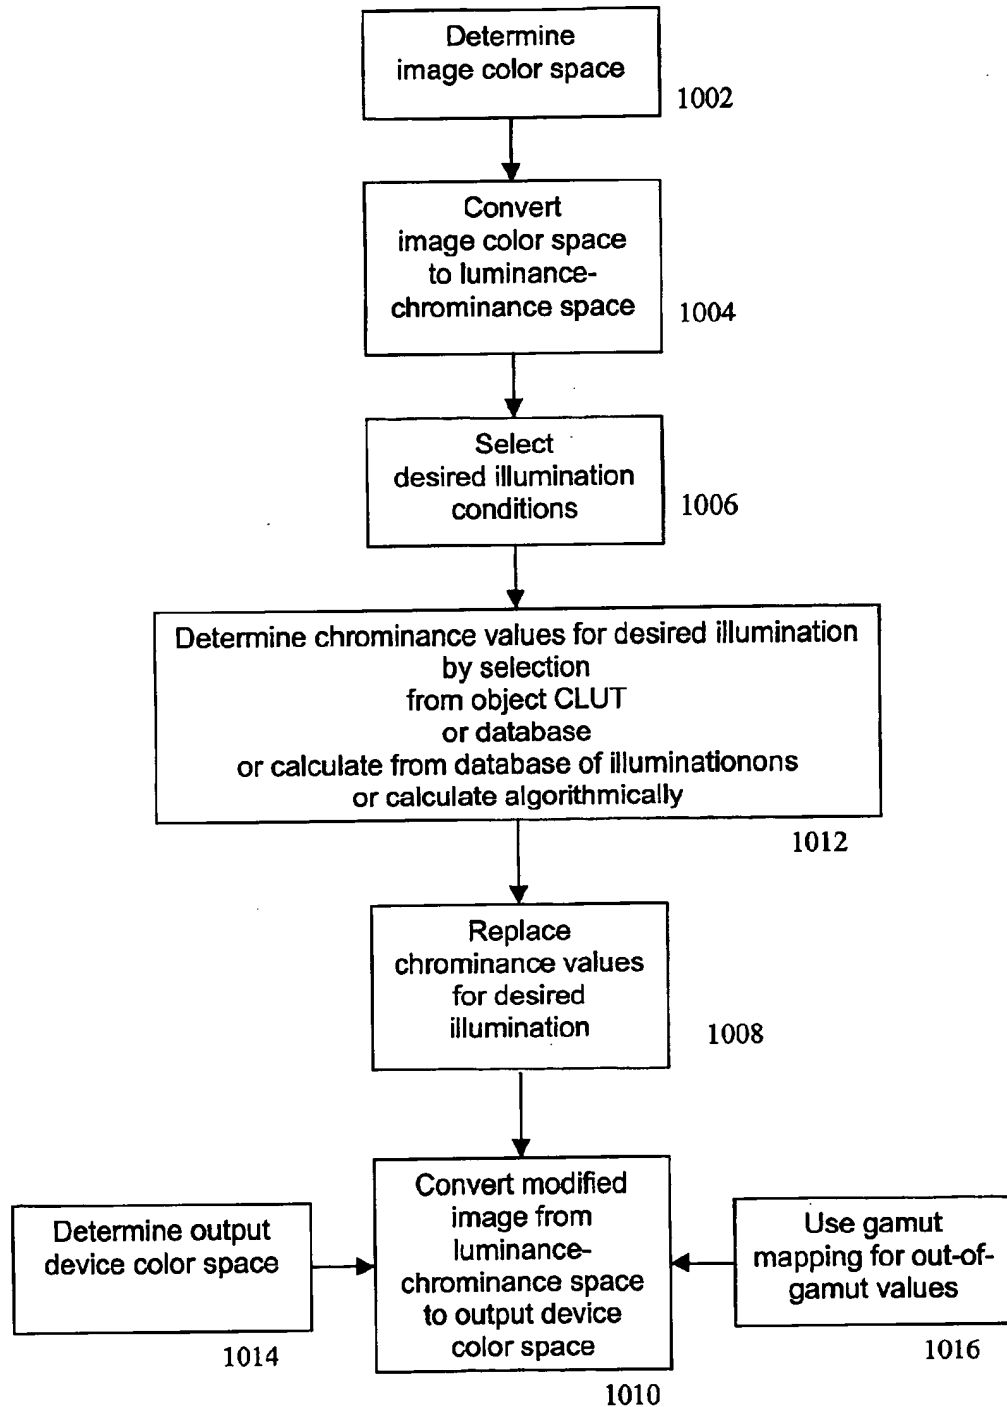 Determine
image color space
1002
Convert
image color space
to luminance-
chrominance space
1004
Select
desired illumination
conditions
1006
Determine chrominance values for desired illumination
by selection
from object CLUT
or database
or calculate from database of illuminationons
or calculate algorithmically
1012
Replace
chrominance values
for desired
illumination
1008
Determine output
device color space
1014
Convert modified
image from
luminance-
chrominance space
to output device
color space
1010
Use gamut
mapping for out-of-
gamut values
1016